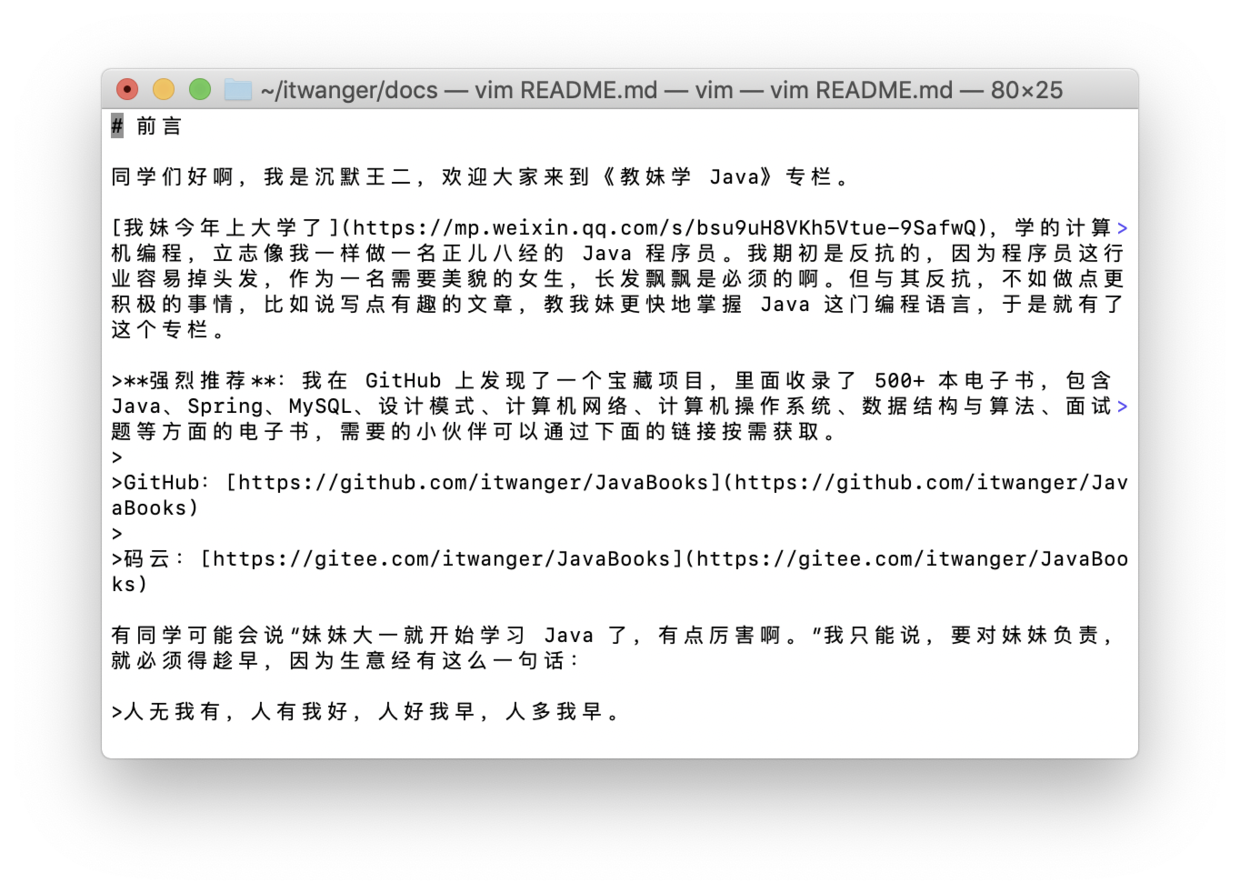 ~/itwanger/docs — vim README.md — vim — vim README.md — 80×25
# 前言
同学们好啊，我是沉默王二，欢迎大家来到《教妹学 Java》专栏。
[我妹今年上大学了](https://mp.weixin.qq.com/s/bsu9uH8VKh5Vtue-9SafwQ)，学的计算>
机编程，立志像我一样做一名正儿八经的 Java 程序员。我期初是反抗的，因为程序员这行
业容易掉头发，作为一名需要美貌的女生，长发飘飘是必须的啊。但与其反抗，不如做点更
积极的事情，比如说写点有趣的文章，教我妹更快地掌握 Java 这门编程语言，于是就有了
这个专栏。
>**强烈推荐**：我在 GitHub 上发现了一个宝藏项目，里面收录了 500+ 本电子书，包含
Java、Spring、MySQL、设计模式、计算机网络、计算机操作系统、数据结构与算法、面试>
题等方面的电子书，需要的小伙伴可以通过下面的链接按需获取。
>
>GitHub：[https://github.com/itwanger/JavaBooks](https://github.com/itwanger/Jav
aBooks)
>
>码云：[https://gitee.com/itwanger/JavaBooks](https://gitee.com/itwanger/JavaBoo
ks)
有同学可能会说“妹妹大一就开始学习 Java 了，有点厉害啊。”我只能说，要对妹妹负责，
就必须得趁早，因为生意经有这么一句话：
>人无我有，人有我好，人好我早，人多我早。